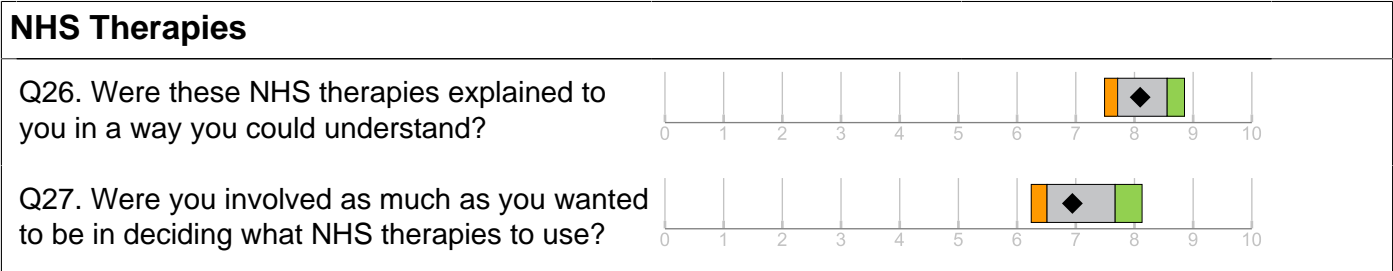 NHS Therapies
Q26. Were these NHS therapies explained to
you in a way you could understand?
0 1 2 3 4 5 6 7 8 9 10
Q27. Were you involved as much as you wanted
to be in deciding what NHS therapies to use?
0 1 2 3 4 5 6 7 8 9 10